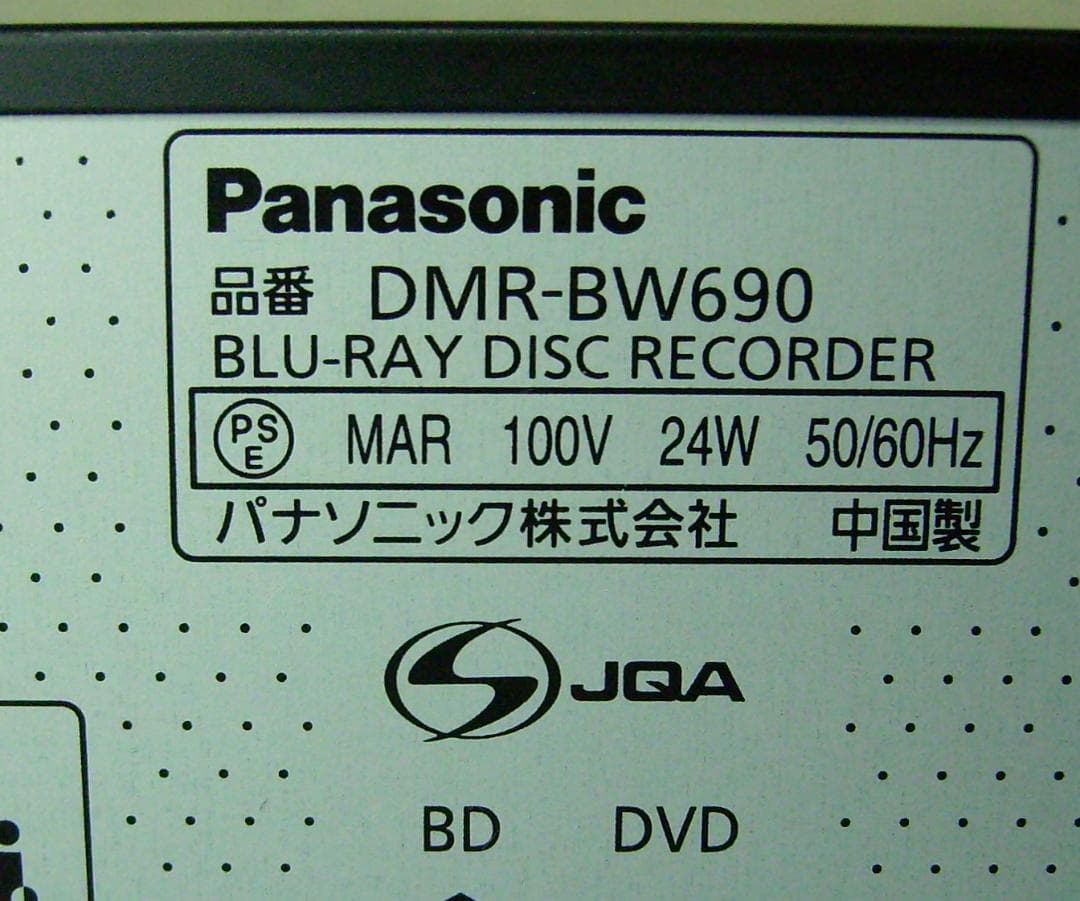 Panasonic
品番 DMR-BW690
BLU-RAY DISC RECORDER
PSE MAR 100V 24W 50/60Hz
パナソニック株式会社 中国製
JQA
BD DVD